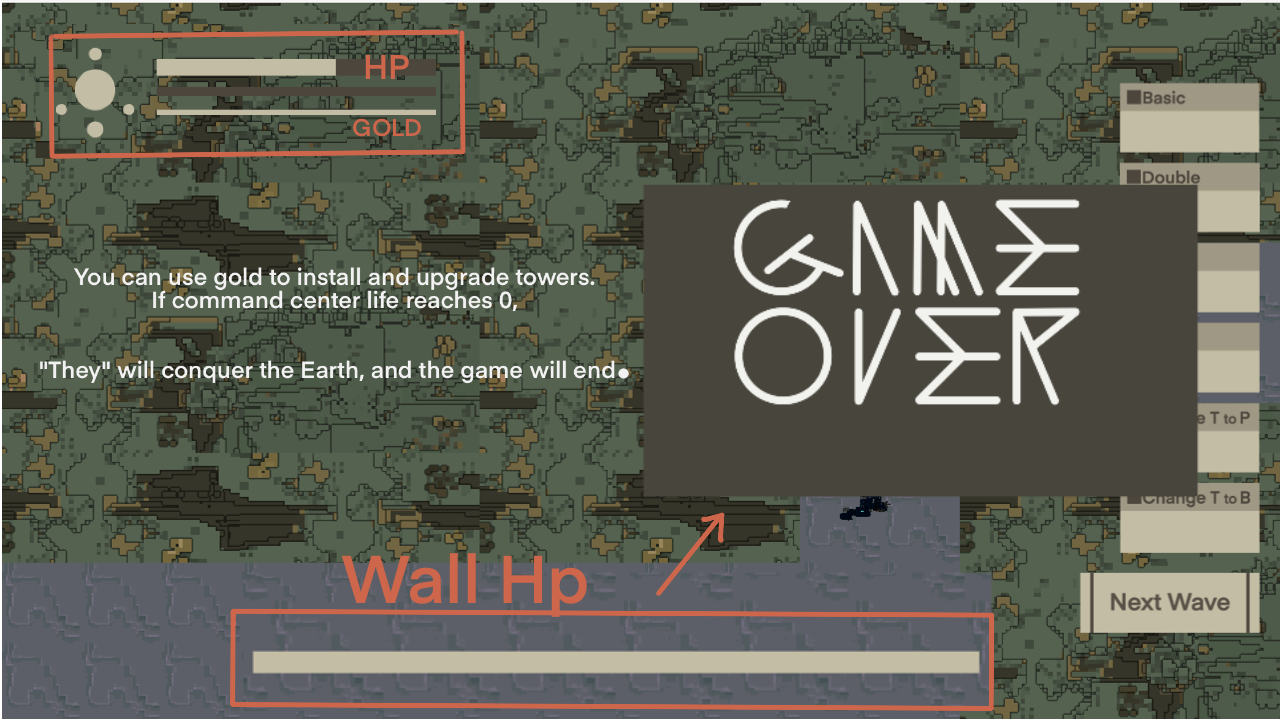 HP
GOLD
Basic
Double
You can use gold to install and upgrade towers.
If command center life reaches 0,
"They" will conquer the Earth, and the game will end.
GAME
OVER
e T to P
Change T to B
Wall Hp
Next Wave